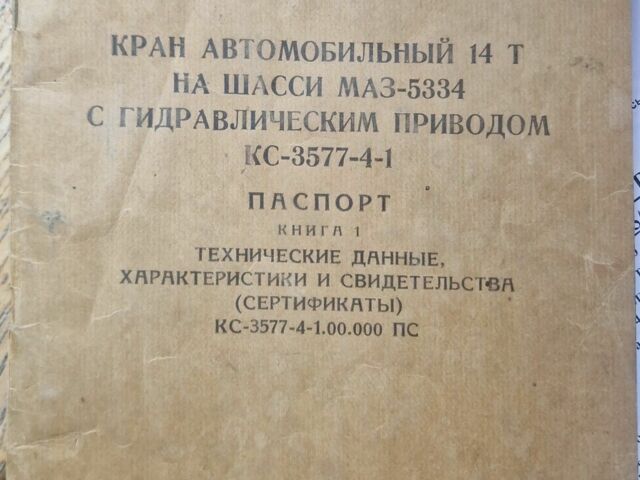 КРАН АВТОМОБИЛЬНЫЙ 14 Т
НА ШАССИ МАЗ-5334
С ГИДРАВЛИЧЕСКИМ ПРИВОДОМ
КС-3577-4-1
ПАСПОРТ
КНИГА 1
ТЕХНИЧЕСКИЕ ДАННЫЕ,
ХАРАКТЕРИСТИКИ И СВИДЕТЕЛЬСТВА
(СЕРТИФИКАТЫ)
КС-3577-4-1.00.000 ПС